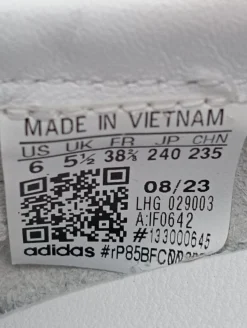 MADE IN VIETNAM
US UK FR JP CHN
6 5½ 38⅔ 240 235
08/23
LHG 029003
A:IF0642
#133000645
adidas